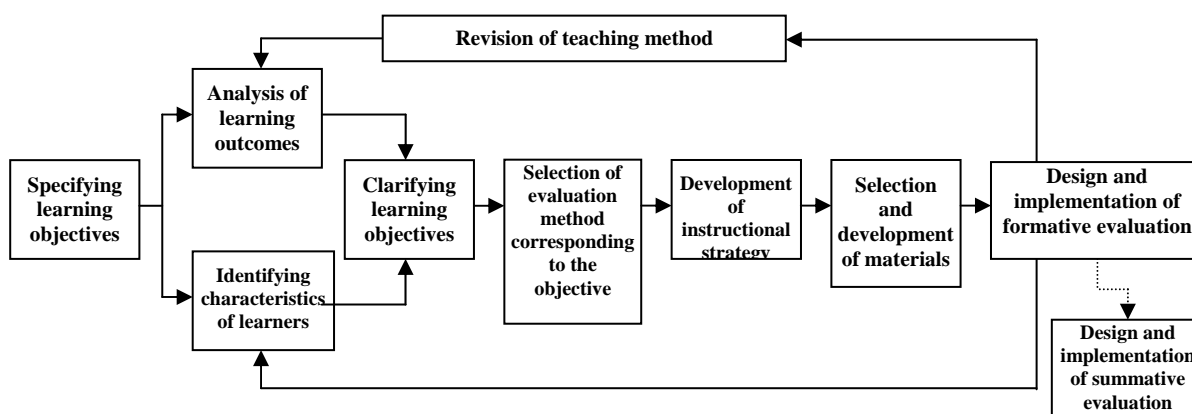 Revision of teaching method
Analysis of
learning
outcomes
Specifying
learning
objectives
Identifying
characteristics
of learners
Clarifying
learning
objectives
Selection of
evaluation
method
corresponding
to the
objective
Development
of
instructional
strategy
Selection
and
development
of materials
Design and
implementation of
formative evaluation
Design and
implementation
of summative
evaluation